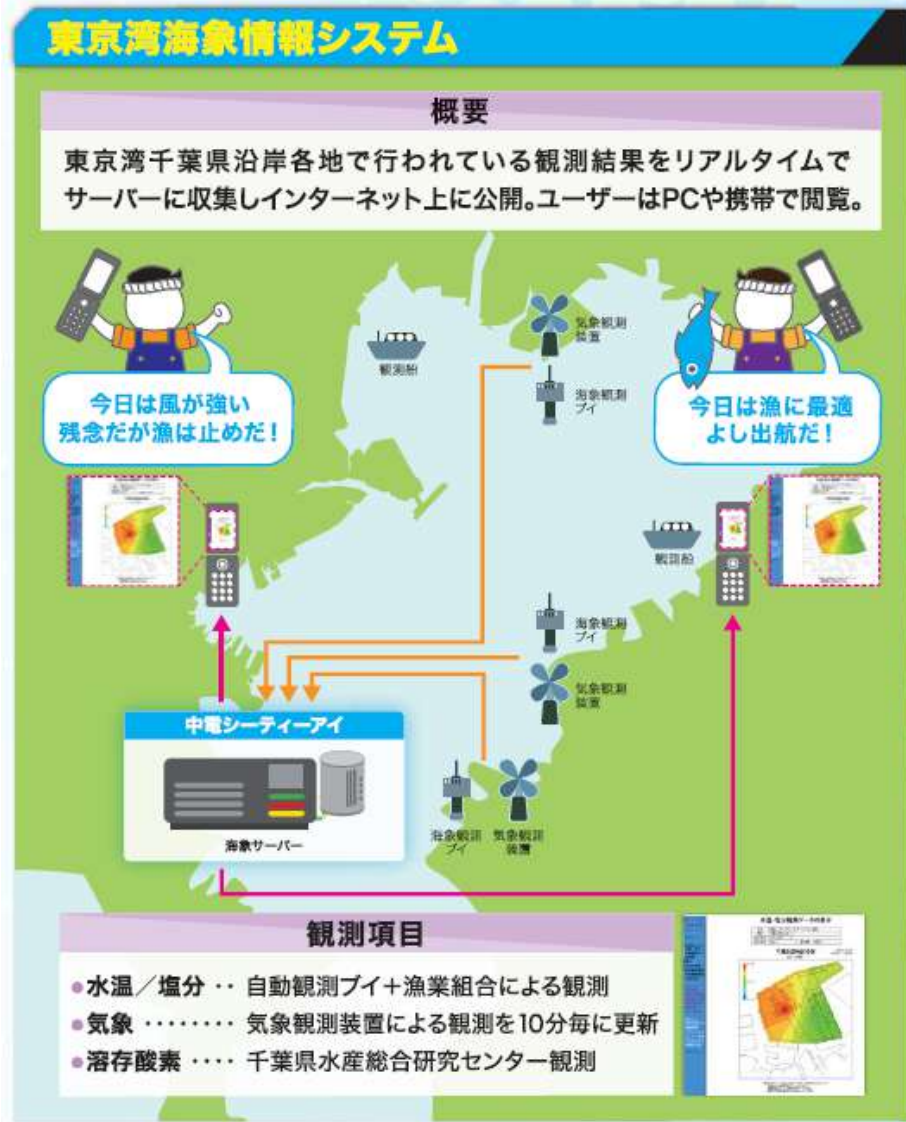 東京湾海象情報システム
概要
東京湾千葉県沿岸各地で行われている観測結果をリアルタイムで
サーバーに収集しインターネット上に公開。ユーザーはPCや携帯で閲覧。
気象観測
装置
観測船
海象観測
ブイ
今日は風が強い
残念だが漁は止めだ!
今日は漁に最適
よし出航だ!
観測船
海象観測
ブイ
気象観測
装置
中電シーティーアイ
海象サーバー
海象観測
ブイ
気象観測
装置
観測項目
●水温/塩分‥自動観測ブイ+漁業組合による観測
●気象‥‥‥‥気象観測装置による観測を10分毎に更新
●溶存酸素‥‥千葉県水産総合研究センター観測